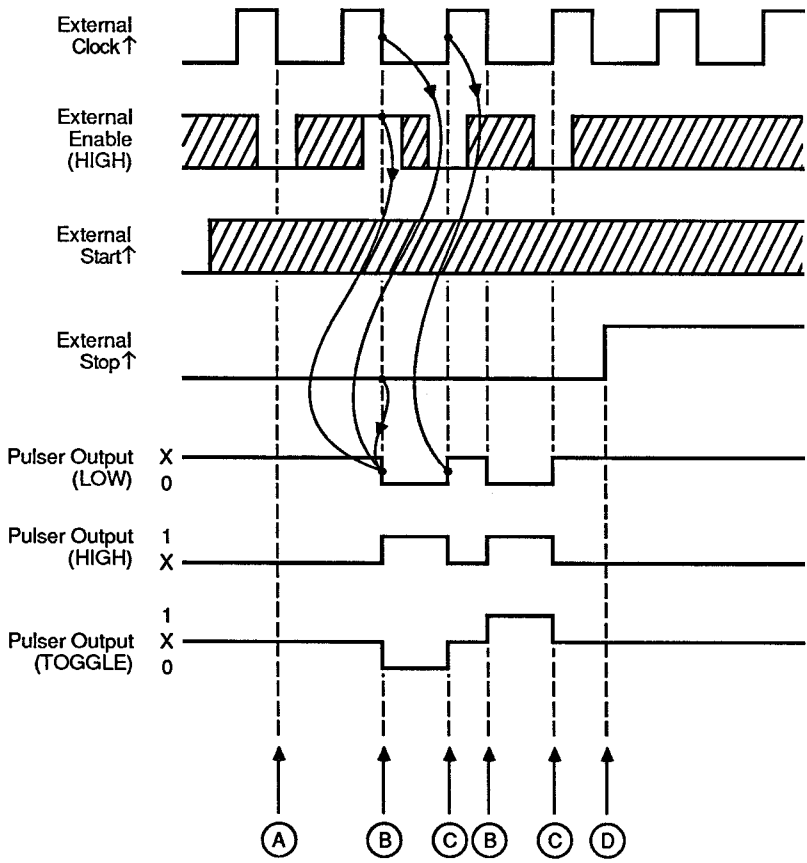 External
Clock↑
External
Enable
(HIGH)
External
Start↑
External
Stop↑
Pulser Output X
(LOW) 0
Pulser Output 1
(HIGH) X
1
Pulser Output X
(TOGGLE) 0
A B C B C D